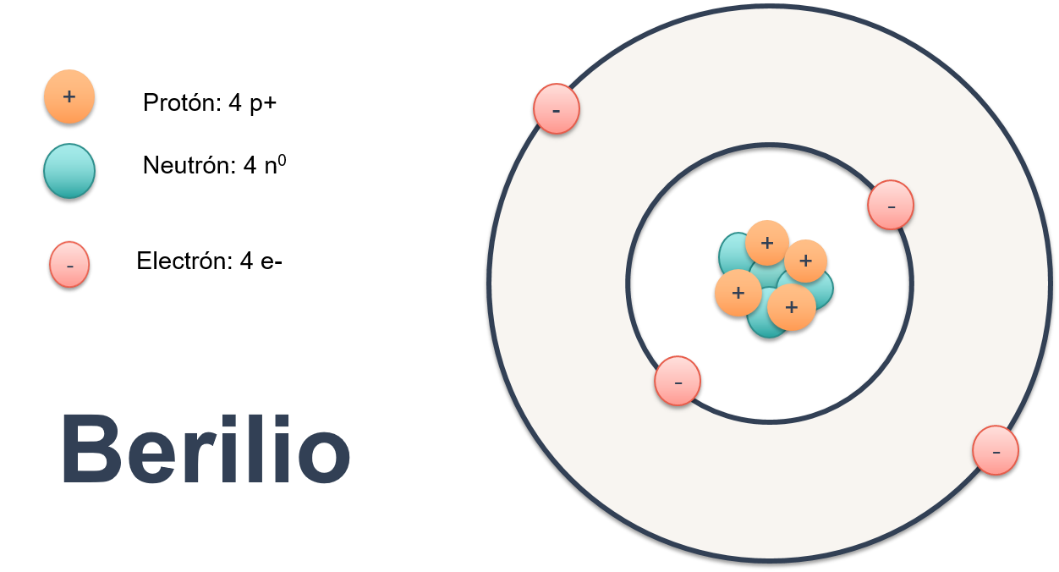 + Protón: 4 p+
Neutrón: 4 n⁰
- Electrón: 4 e-
Berilio
-
-
+
+
+
+
-
-